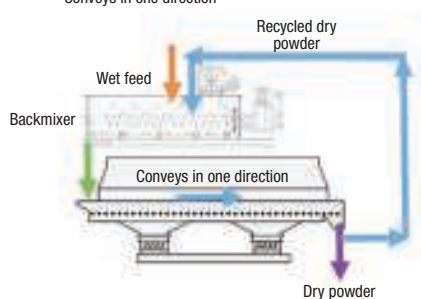 Conveys in one direction
Recycled dry
powder
Wet feed
Backmixer
Conveys in one direction
Dry powder